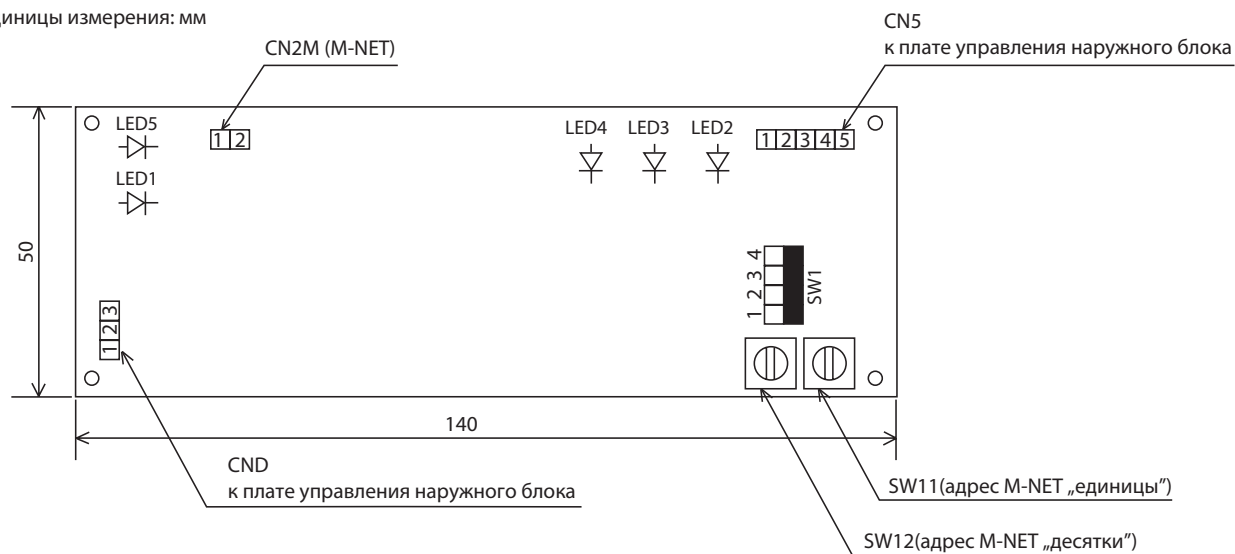 диницы измерения: мм
CN5
к плате управления наружного блока
CN2M (M-NET)
LED5
1 2
LED4 LED3 LED2
1 2 3 4 5
LED1
50
1 2 3 4
SW1
1 2 3
140
CND
к плате управления наружного блока
SW11(адрес M-NET „единицы”)
SW12(адрес M-NET „десятки”)